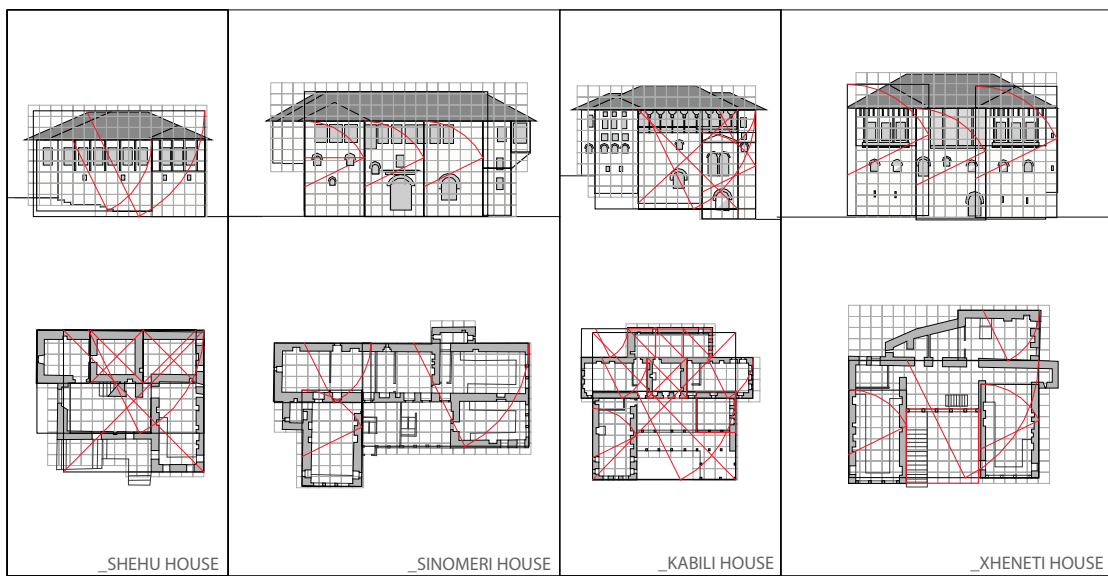 _SHEHU HOUSE
_SINOMERI HOUSE
_KABILI HOUSE
_XHENETI HOUSE